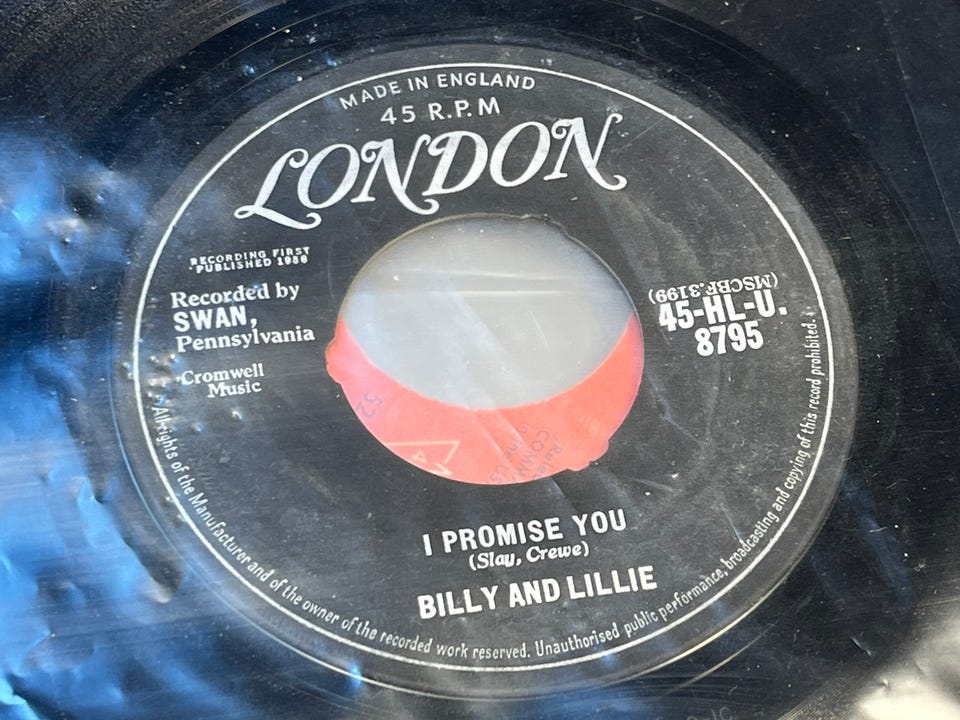 MADE IN ENGLAND
45 R.P.M
LONDON
RECORDING FIRST
PUBLISHED 1958
Recorded by
SWAN,
Pennsylvania
Cromwell
Music
(MSCBF.3199)
45-HL-U.
8795
52
I PROMISE YOU
(Slay, Crewe)
BILLY AND LILLIE
All rights of the Manufacturer and of the owner of the recorded work reserved. Unauthorised public performance, broadcasting and copying of this record prohibited.